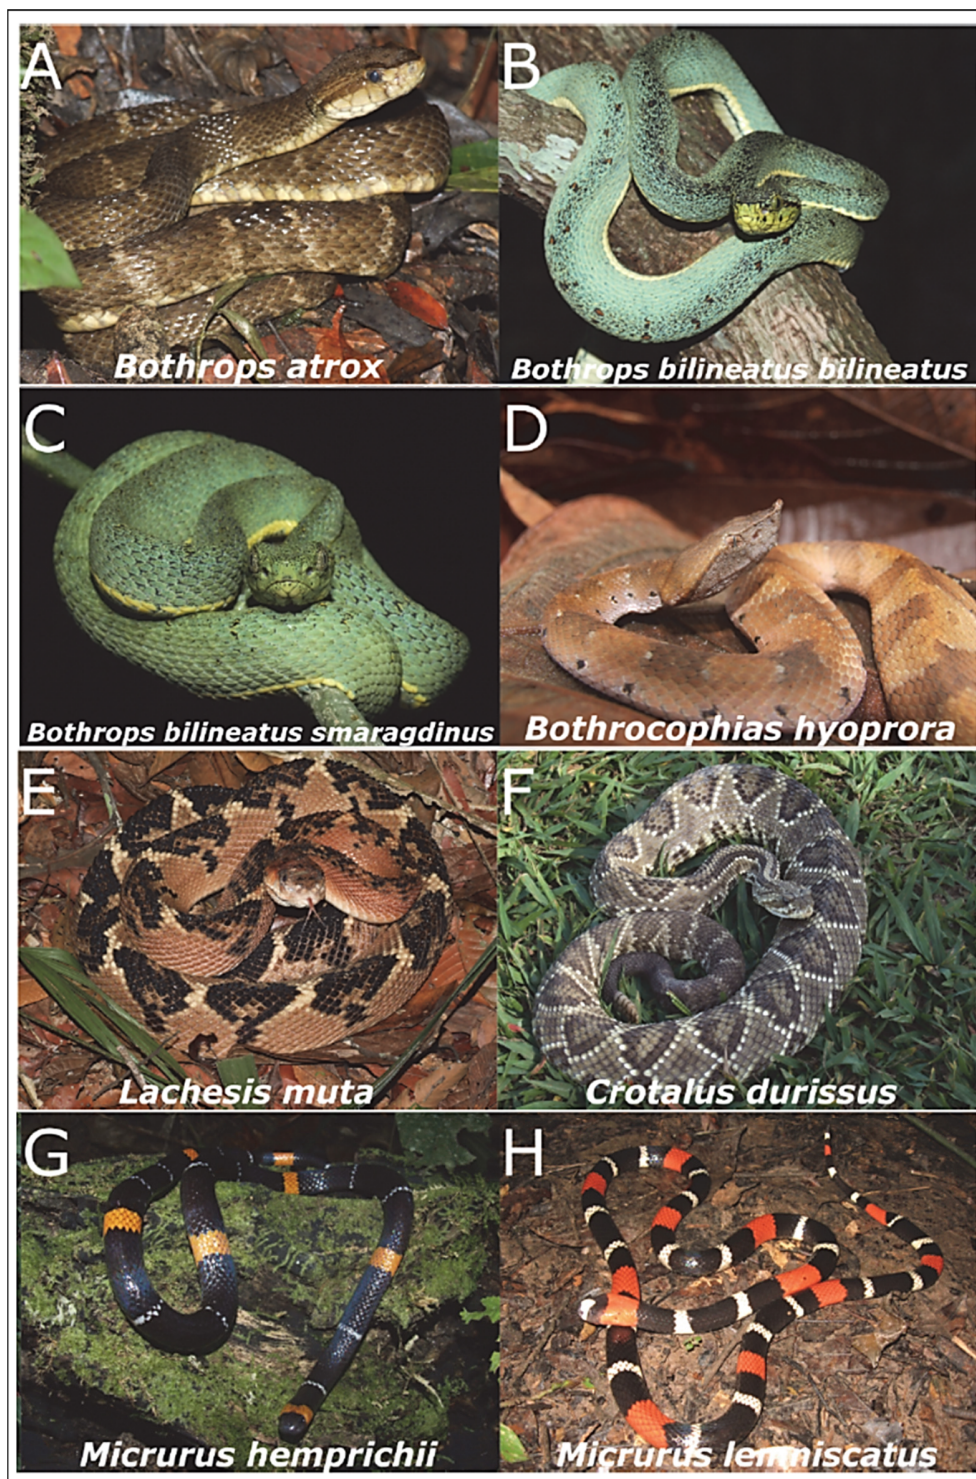 A
Bothrops atrox
B
Bothrops bilineatus bilineatus
C
Bothrops bilineatus smaragdinus
D
Bothrocophias hyoprora
E
Lachesis muta
F
Crotalus durissus
G
Micrurus hemprichii
H
Micrurus lemniscatus